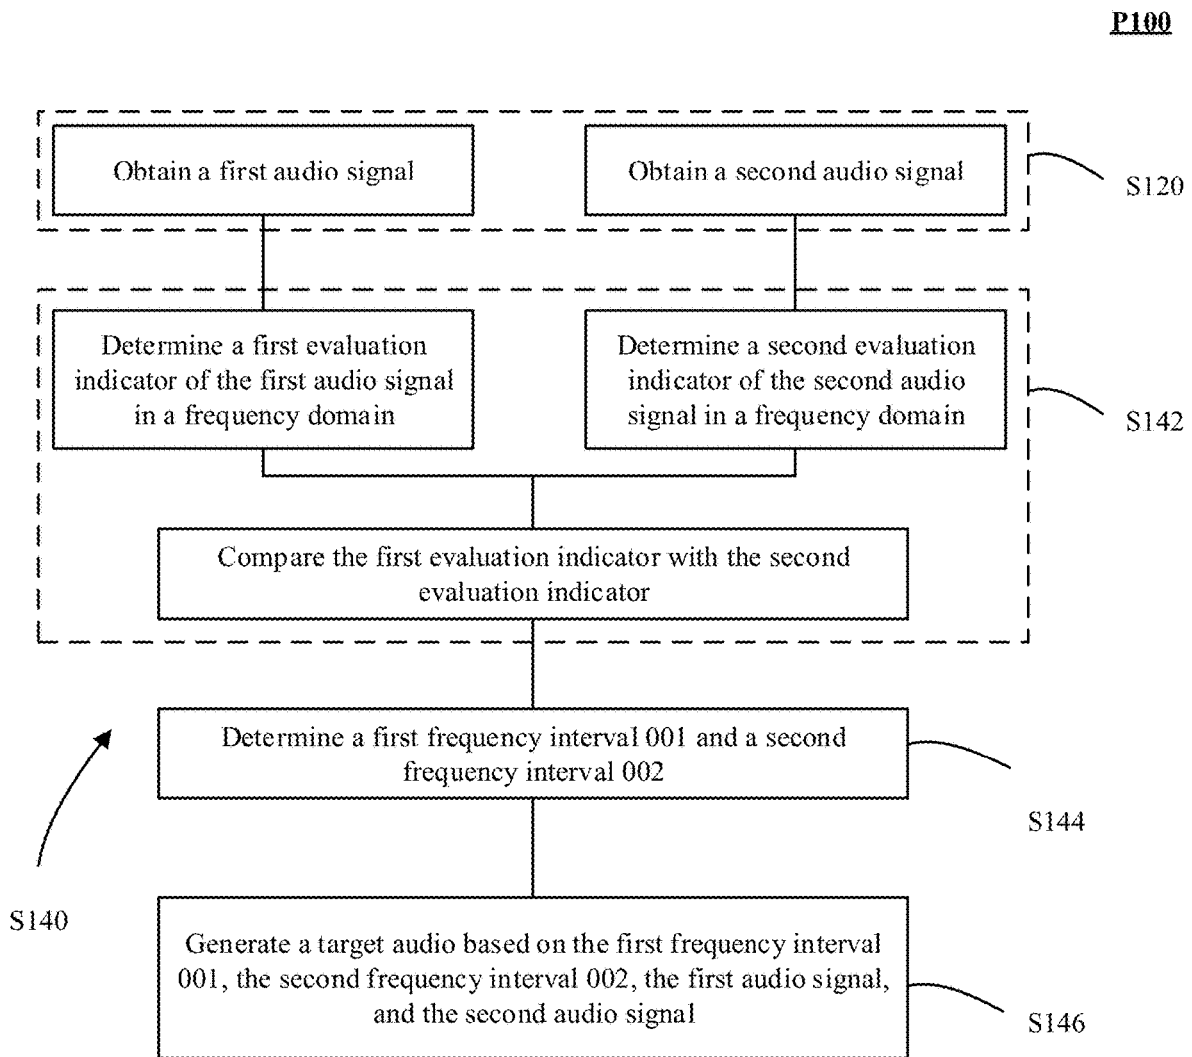 P100
Obtain a first audio signal
Obtain a second audio signal
S120
Determine a first evaluation
indicator of the first audio signal
in a frequency domain
Determine a second evaluation
indicator of the second audio
signal in a frequency domain
S142
Compare the first evaluation indicator with the second
evaluation indicator
Determine a first frequency interval 001 and a second
frequency interval 002
S144
S140
Generate a target audio based on the first frequency interval
001, the second frequency interval 002, the first audio signal,
and the second audio signal
S146